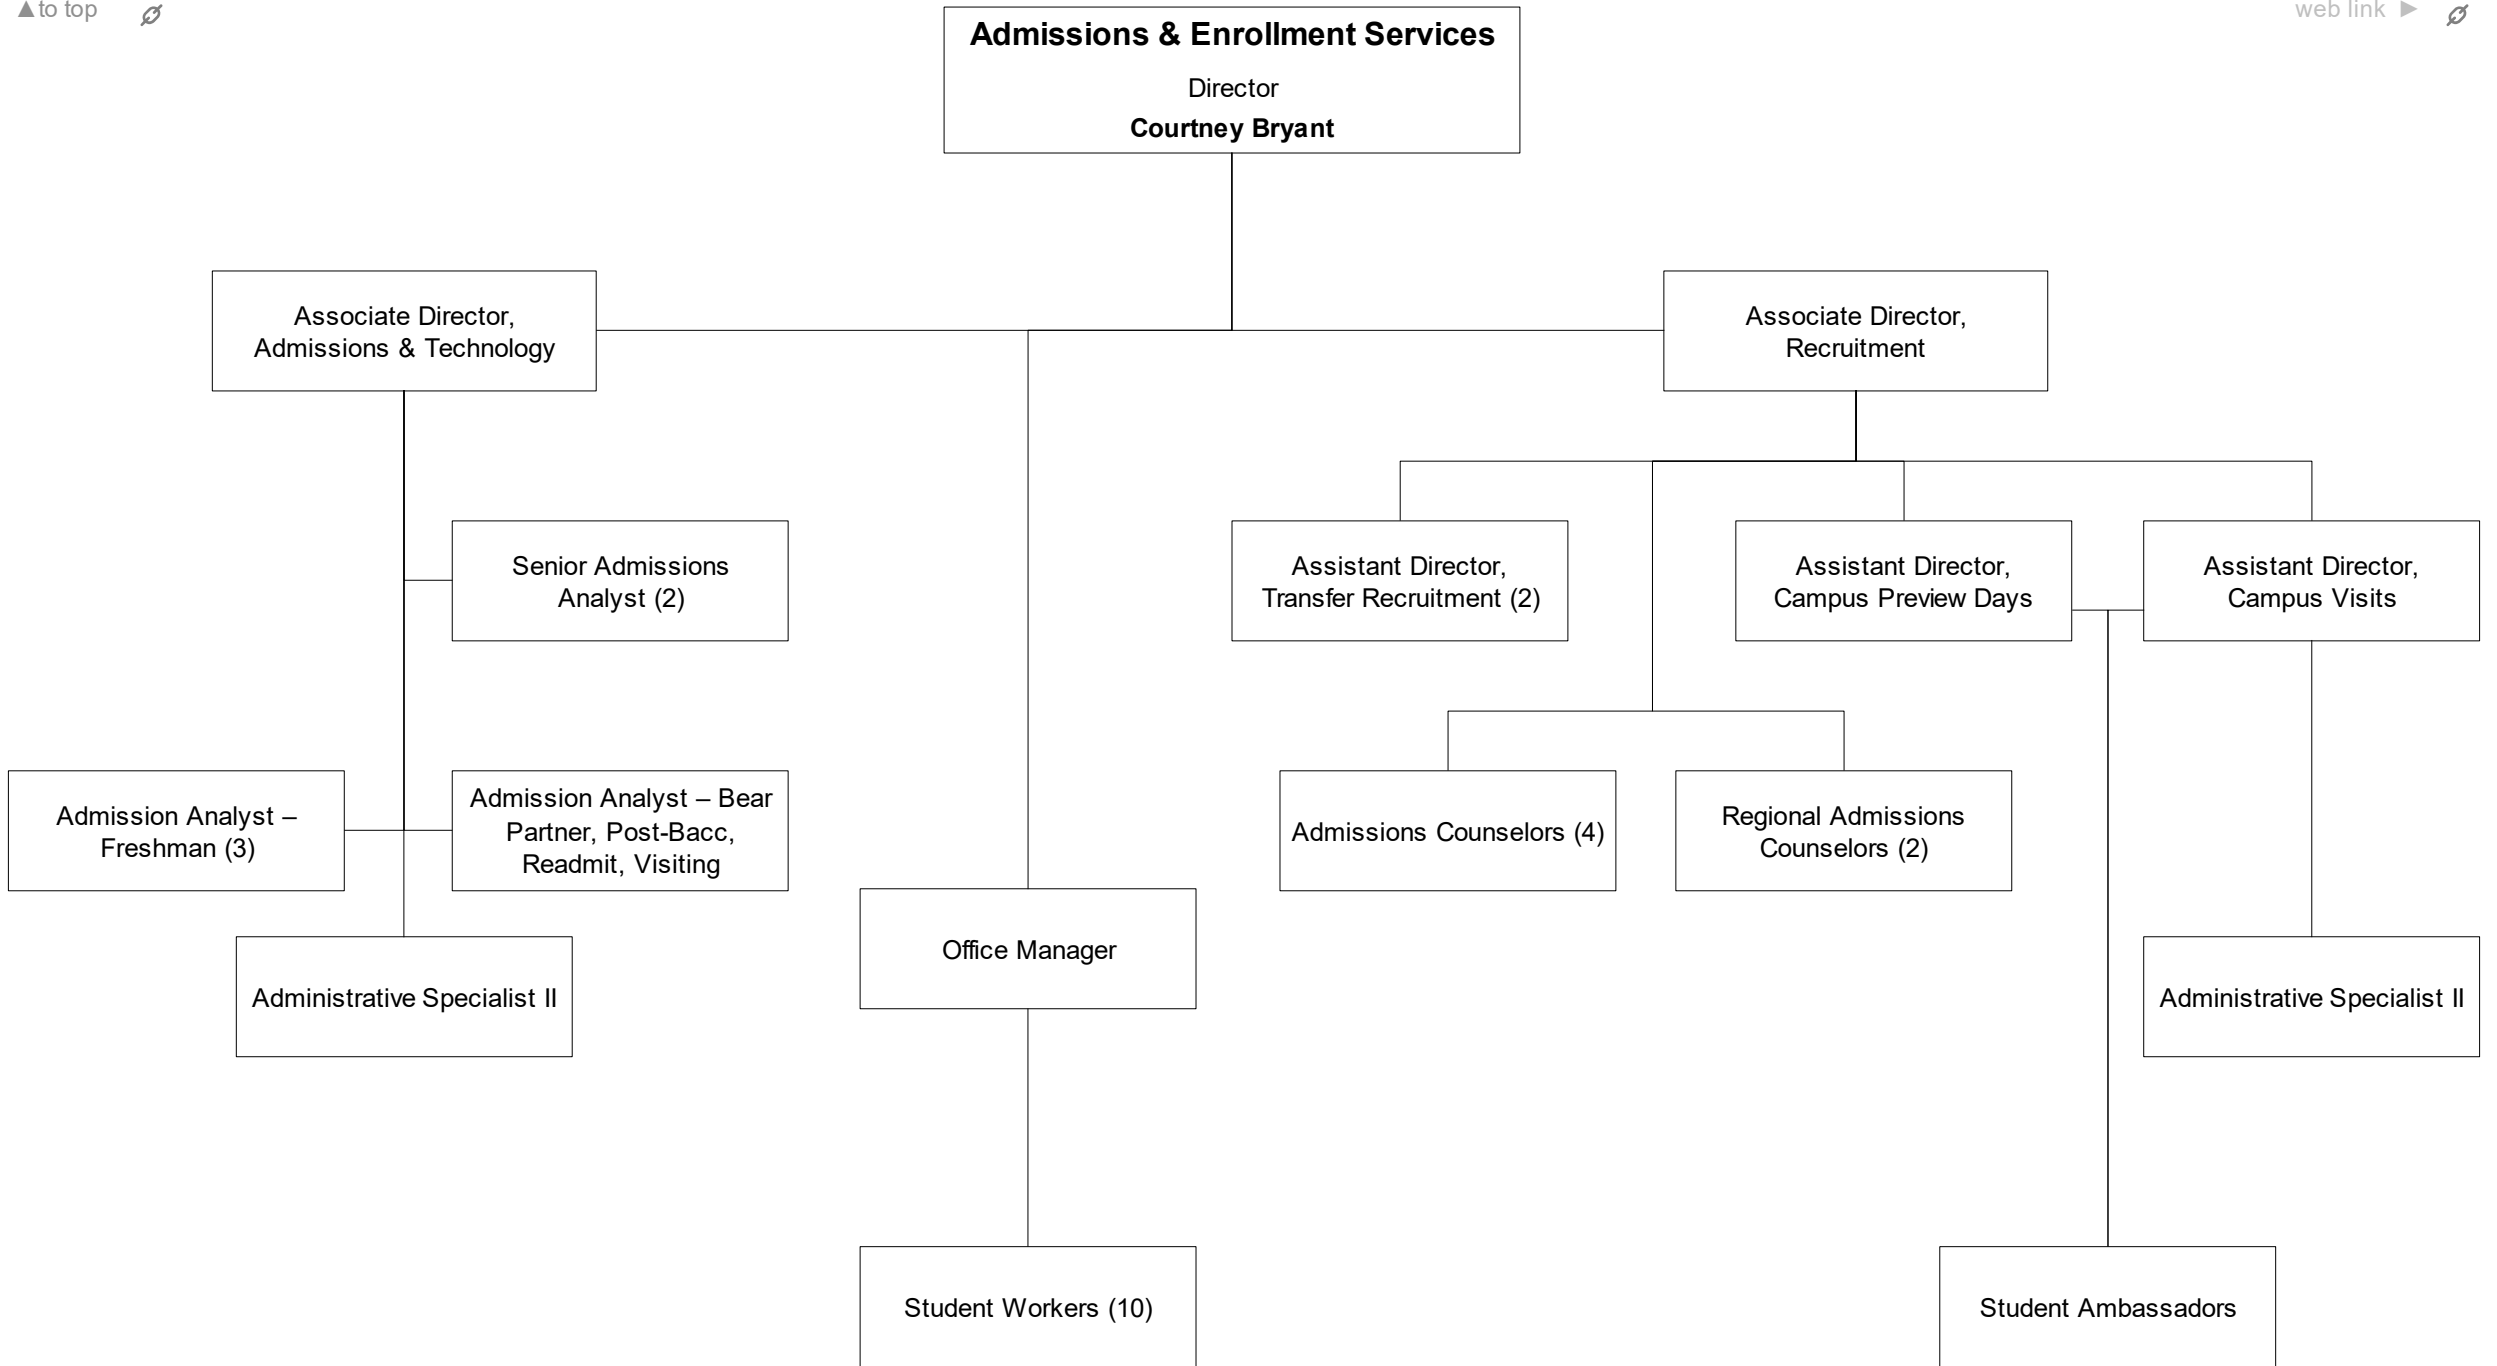 ▲to top
web link ►
Admissions & Enrollment Services
Director
Courtney Bryant
Associate Director,
Admissions & Technology
Associate Director,
Recruitment
Senior Admissions
Analyst (2)
Assistant Director,
Transfer Recruitment (2)
Assistant Director,
Campus Preview Days
Assistant Director,
Campus Visits
Admission Analyst –
Freshman (3)
Admission Analyst – Bear
Partner, Post-Bacc,
Readmit, Visiting
Admissions Counselors (4)
Regional Admissions
Counselors (2)
Office Manager
Administrative Specialist II
Administrative Specialist II
Student Workers (10)
Student Ambassadors